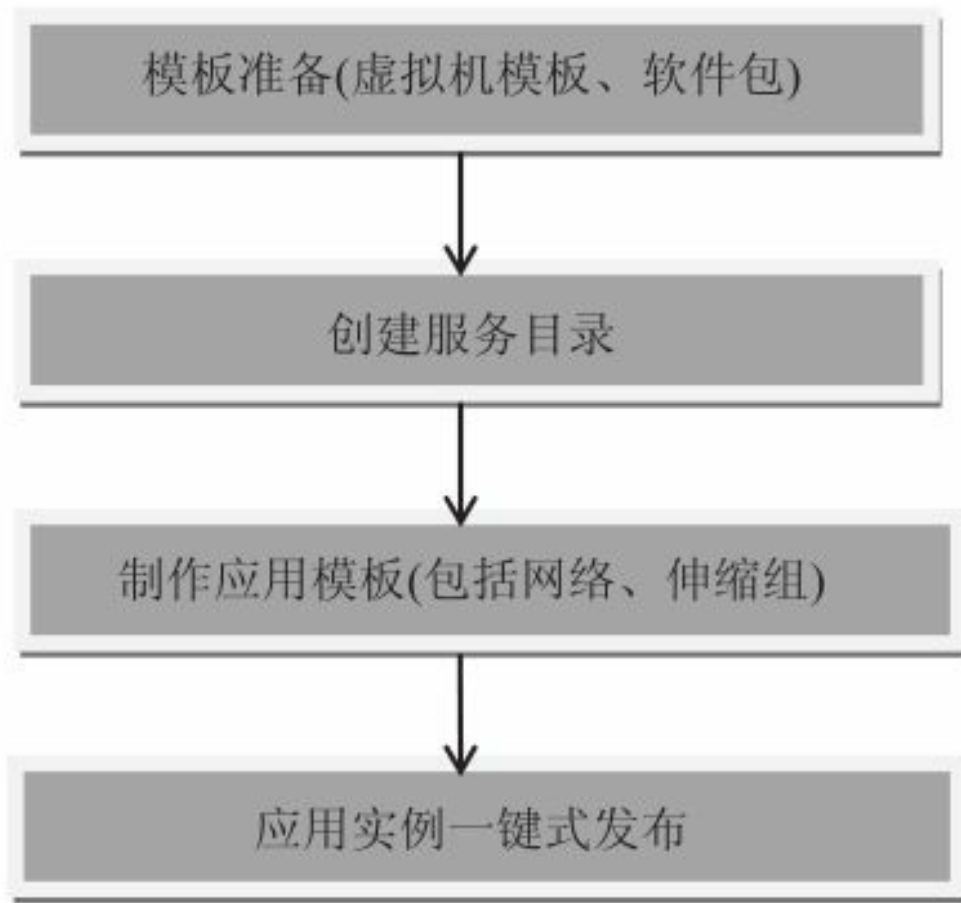 模板准备(虚拟机模板、软件包)
创建服务目录
制作应用模板(包括网络、伸缩组)
应用实例一键式发布